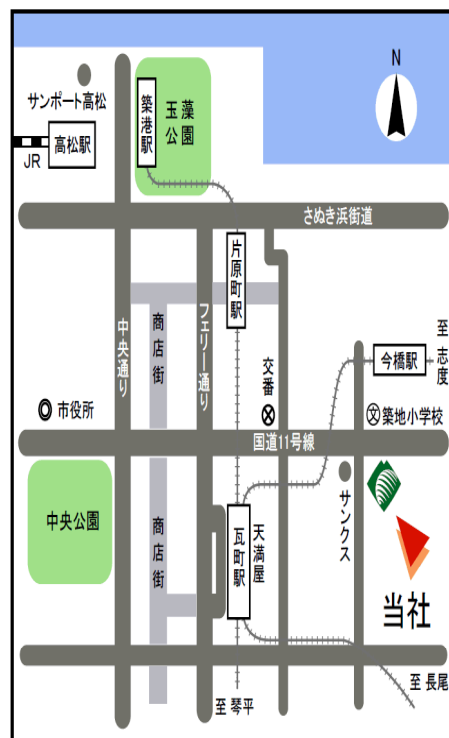 N
サンポート高松
高松駅
JR
築港駅
玉藻
公園
さぬき浜街道
片原町駅
中央通り
商店街
フェリー通り
交番
至志度
今橋駅
市役所
文
築地小学校
国道11号線
中央公園
商店街
瓦町駅
天満屋
サンクス
当社
至 長尾
至 琴平